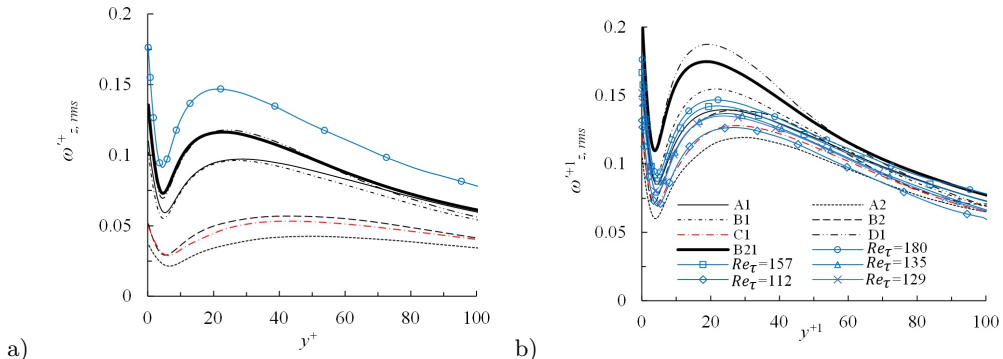 0.2
0.15
0.1
0.05
0
ω'+ z, rms
0 20 40 60 80 100
y+
a)
0.2
0.15
0.1
0.05
0
ω'+1 z, rms
A1 A2
B1 B2
C1 D1
B21 Reτ=180
Reτ=157 Reτ=135
Reτ=112 Reτ=129
0 20 40 60 80 100
y+1
b)